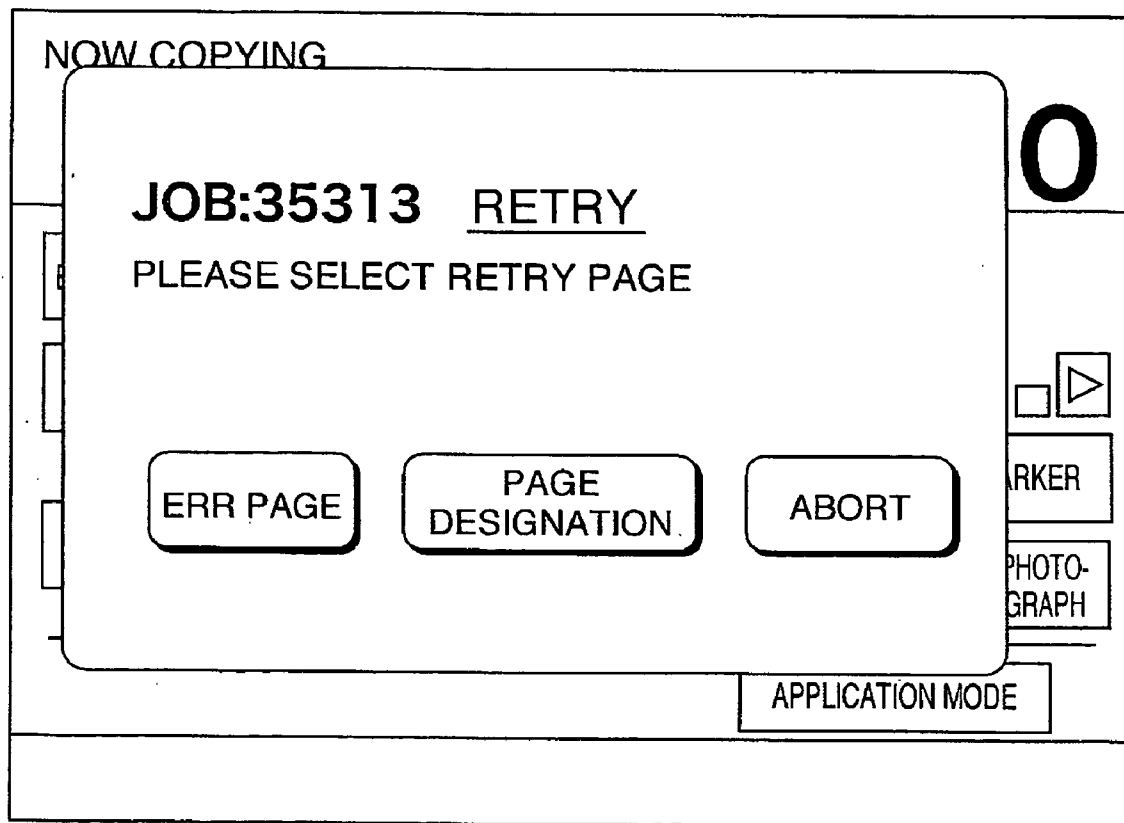 NOW COPYING
0
JOB:35313 RETRY
PLEASE SELECT RETRY PAGE
ERR PAGE
PAGE
DESIGNATION
ABORT
PHOTO-
GRAPH
APPLICATION MODE